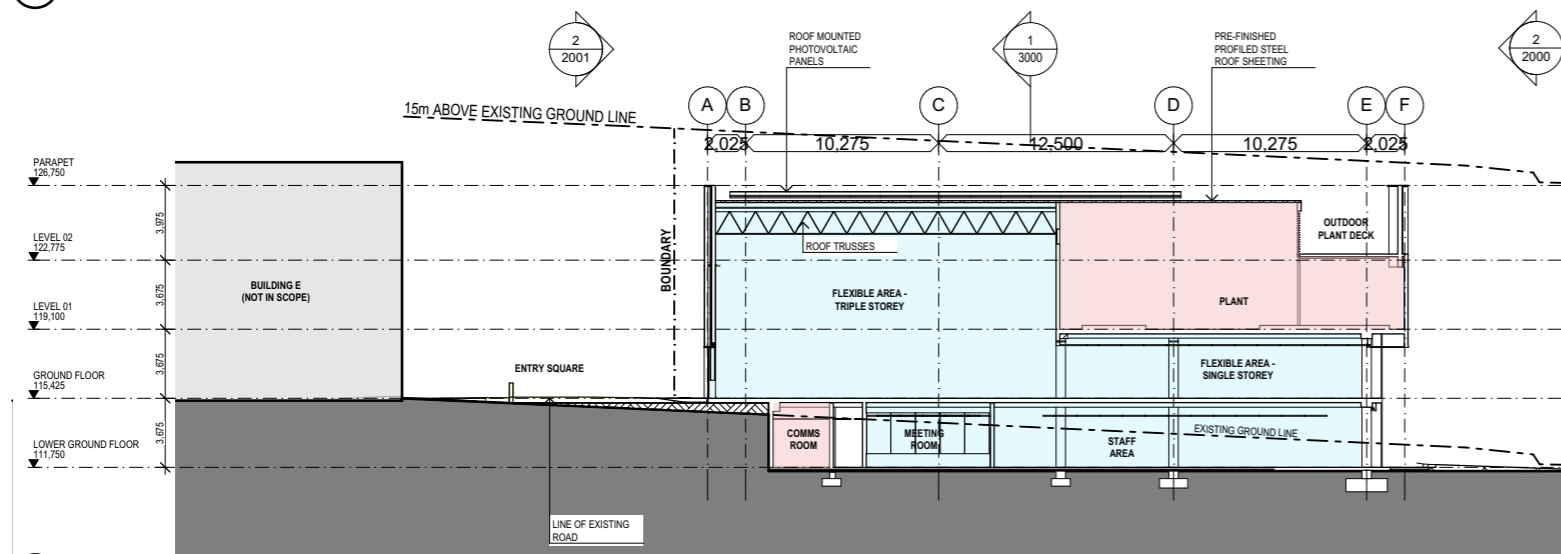 2
2001
1
3000
2
2000
ROOF MOUNTED
PHOTOVOLTAIC
PANELS
PRE-FINISHED
PROFILED STEEL
ROOF SHEETING
15m ABOVE EXISTING GROUND LINE
A
B
C
D
E
F
2,025
10,275
12,500
10,275
2,025
PARAPET
126,750
3,975
LEVEL 02
122,775
3,675
LEVEL 01
119,100
3,675
GROUND FLOOR
115,425
3,675
LOWER GROUND FLOOR
111,750
BUILDING E
(NOT IN SCOPE)
BOUNDARY
ENTRY SQUARE
ROOF TRUSSES
FLEXIBLE AREA -
TRIPLE STOREY
OUTDOOR
PLANT DECK
PLANT
FLEXIBLE AREA -
SINGLE STOREY
COMMS
ROOM
MEETING
ROOM
STAFF
AREA
EXISTING GROUND LINE
LINE OF EXISTING
ROAD